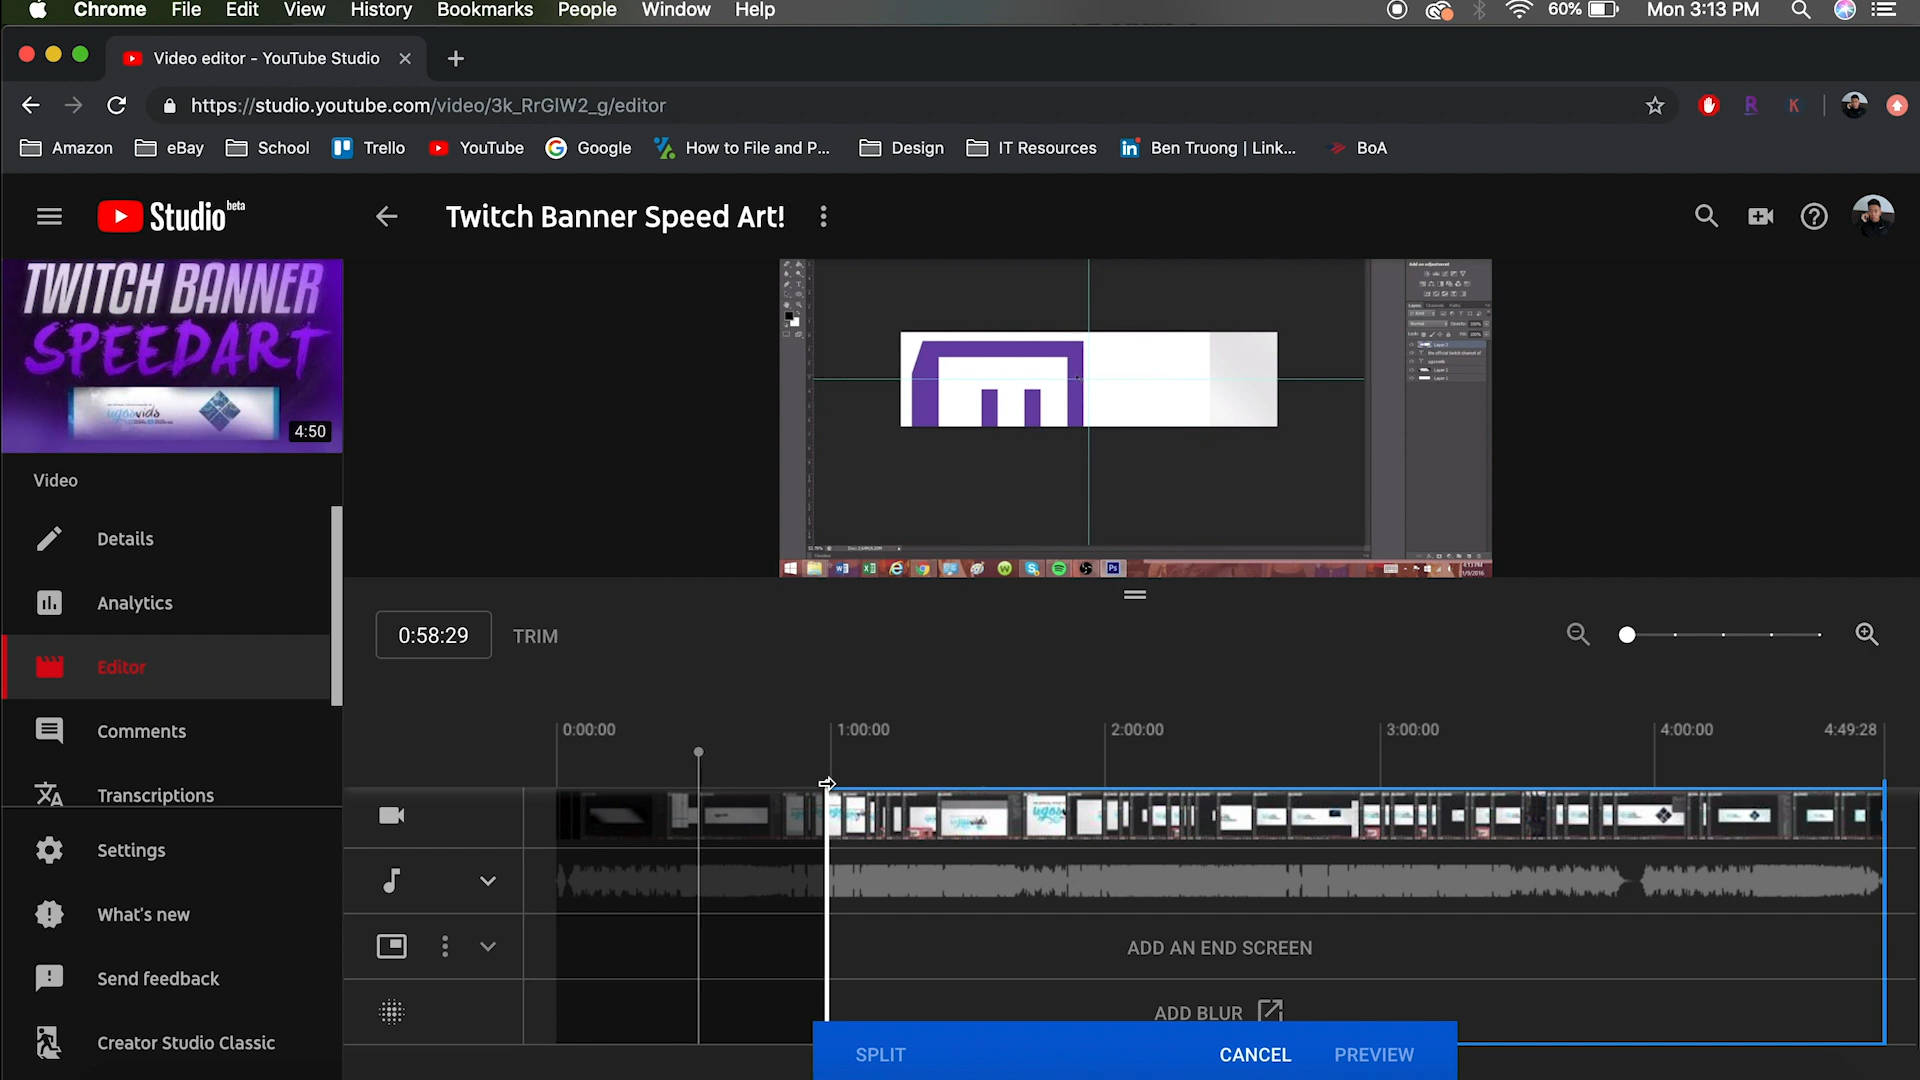 Chrome File Edit View History Bookmarks People Window Help 60% Mon 3:13 PM
Video editor - YouTube Studio
https://studio.youtube.com/video/3k_RrGlW2_g/editor
Amazon eBay School Trello YouTube Google How to File and P... Design IT Resources Ben Truong | Link... BoA
Studio beta Twitch Banner Speed Art!
TWITCH BANNER
SPEEDART
ugosvids
4:50
Video
Details
Analytics
Editor
Comments
Transcriptions
Settings
What's new
Send feedback
Creator Studio Classic
0:58:29 TRIM
0:00:00 1:00:00 2:00:00 3:00:00 4:00:00 4:49:28
ADD AN END SCREEN
ADD BLUR
SPLIT CANCEL PREVIEW